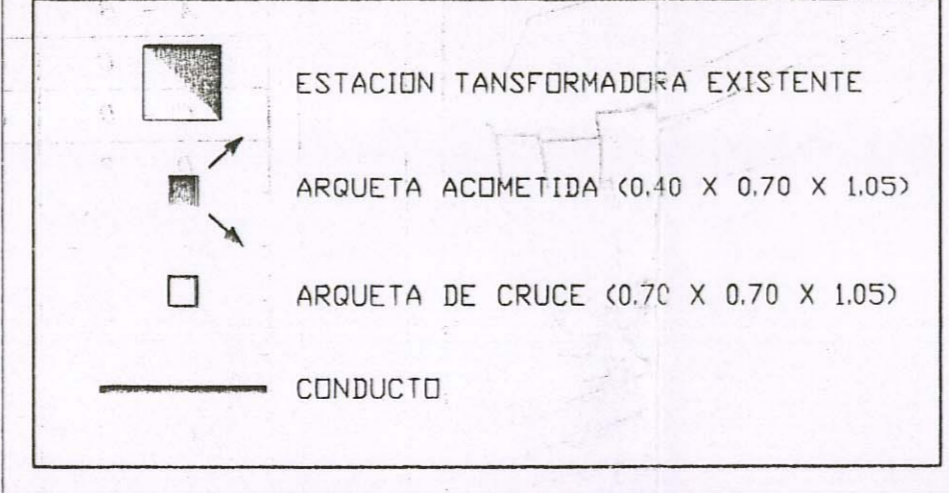 ESTACION TANSFORMADORA EXISTENTE
ARQUETA ACOMETIDA (0.40 X 0.70 X 1.05)
ARQUETA DE CRUCE (0.70 X 0.70 X 1.05)
CONDUCTO